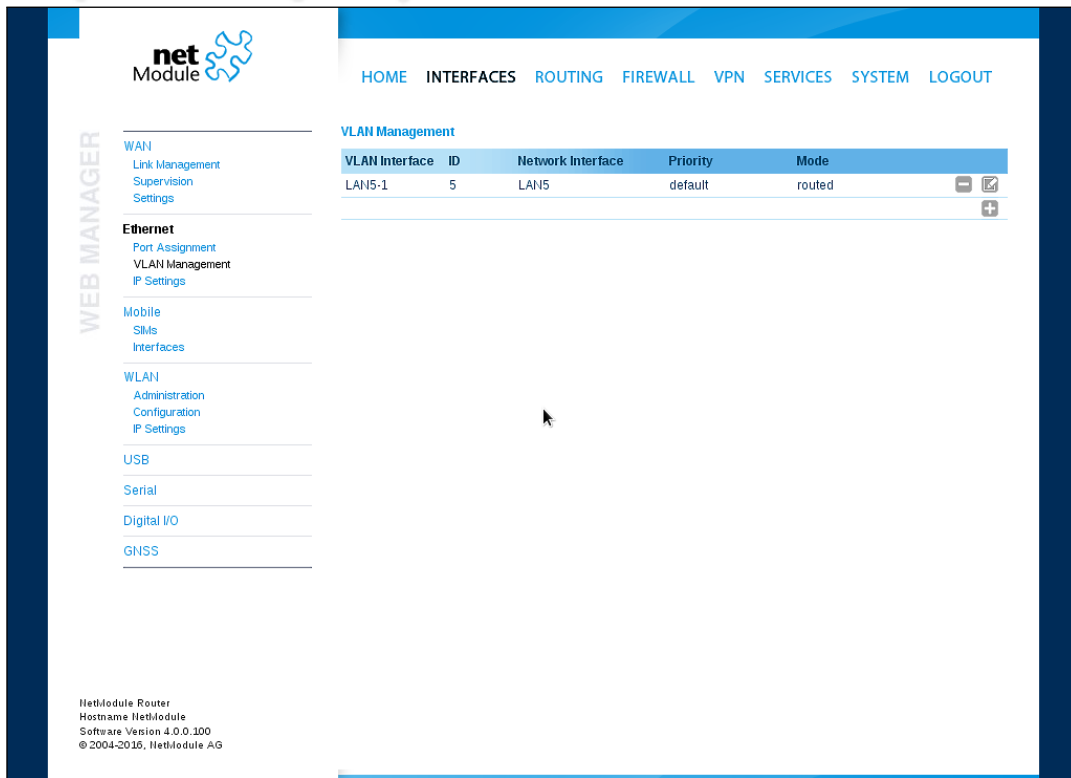 net
Module
HOME INTERFACES ROUTING FIREWALL VPN SERVICES SYSTEM LOGOUT
WEB MANAGER
WAN
Link Management
Supervision
Settings
Ethernet
Port Assignment
VLAN Management
IP Settings
Mobile
SIMs
Interfaces
WLAN
Administration
Configuration
IP Settings
USB
Serial
Digital I/O
GNSS
VLAN Management
VLAN Interface ID Network Interface Priority Mode
LAN5-1 5 LAN5 default routed
NetModule Router
Hostname NetModule
Software Version 4.0.0.100
© 2004-2016, NetModule AG